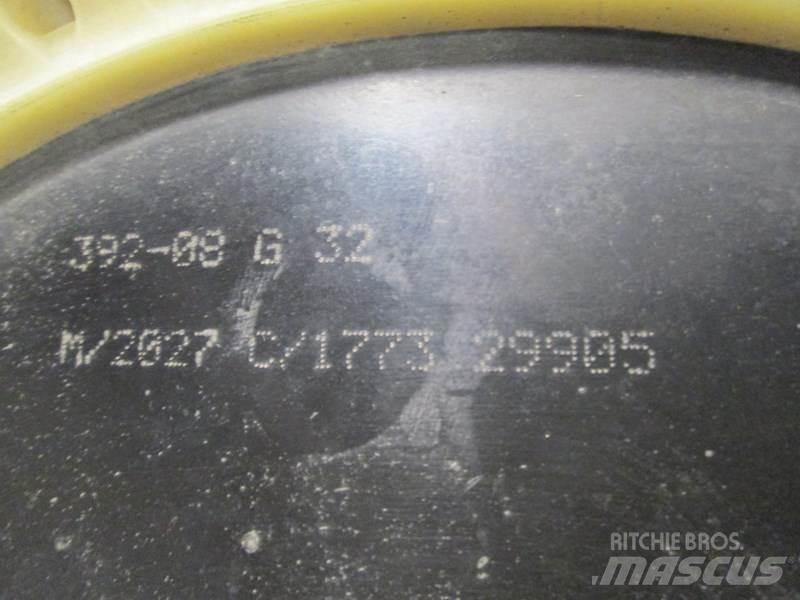 392-08 G 32
M/2027 C/1773 29905
RITCHIE BROS.
MASCUS